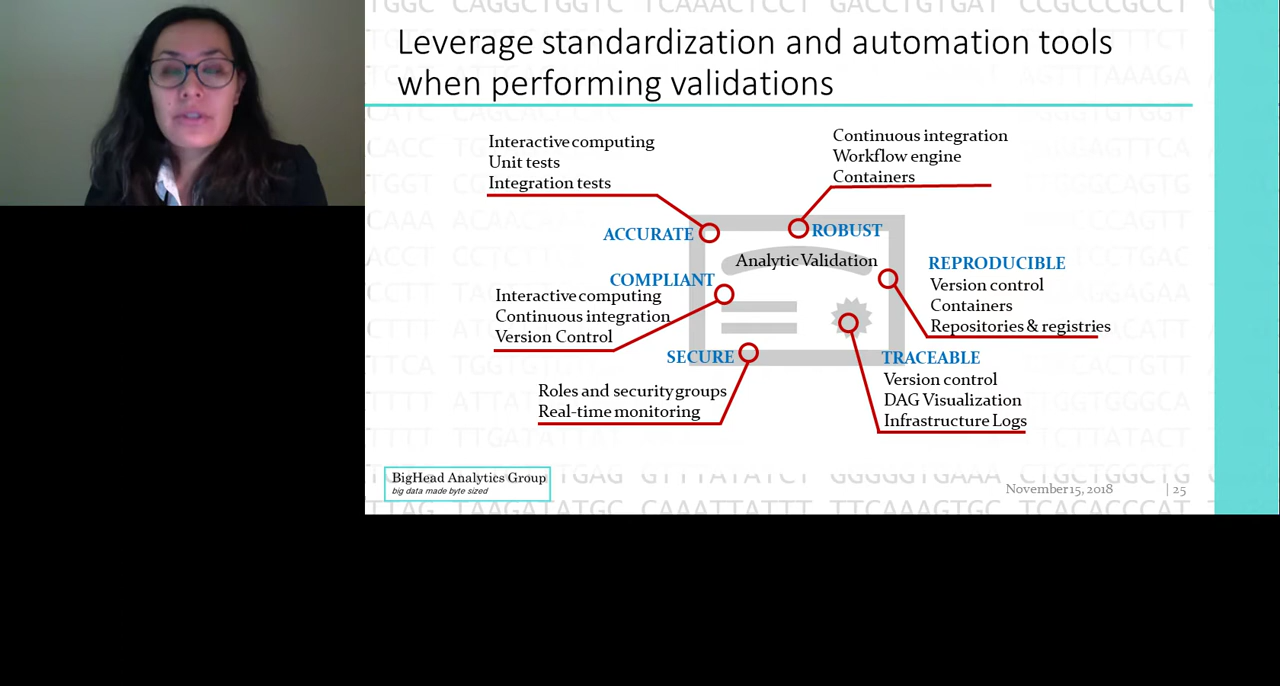 Leverage standardization and automation tools
when performing validations
Interactive computing
Unit tests
Integration tests
ACCURATE
Continuous integration
Workflow engine
Containers
ROBUST
Analytic Validation
COMPLIANT
Interactive computing
Continuous integration
Version Control
REPRODUCIBLE
Version control
Containers
Repositories & registries
SECURE
Roles and security groups
Real-time monitoring
TRACEABLE
Version control
DAG Visualization
Infrastructure Logs
BigHead Analytics Group
big data made byte sized
November 15, 2018
| 25